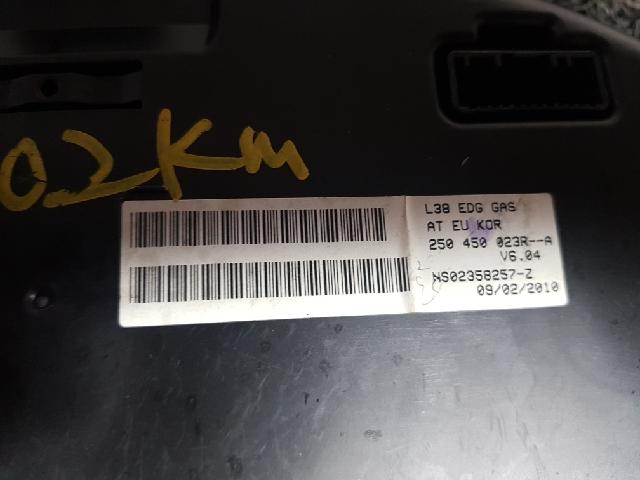 02KM
L38 EDG GAS
AT EU KOR
250 450 023R--A
V6.04
NS02358257-Z
09/02/2010